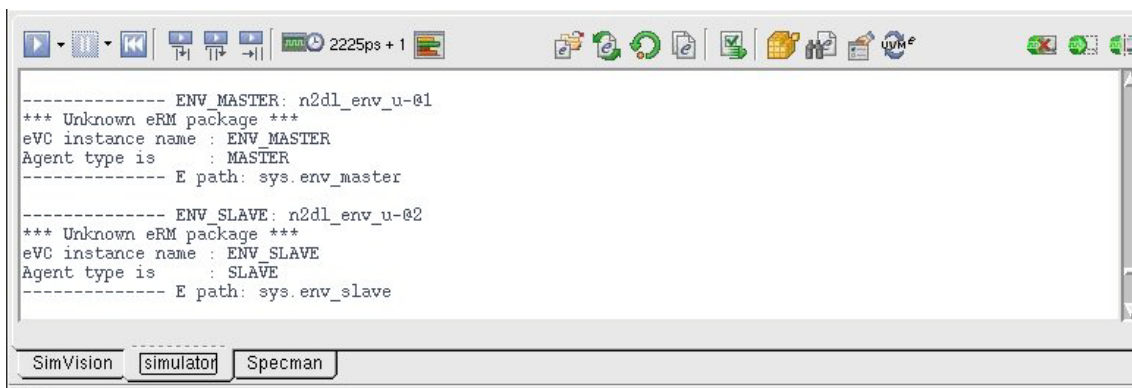 2225ps + 1
UVM e
-------------- ENV_MASTER: n2dl_env_u-@1
*** Unknown eRM package ***
eVC instance name : ENV_MASTER
Agent type is     : MASTER
-------------- E path: sys.env_master
-------------- ENV_SLAVE: n2dl_env_u-@2
*** Unknown eRM package ***
eVC instance name : ENV_SLAVE
Agent type is     : SLAVE
-------------- E path: sys.env_slave
SimVision simulator Specman